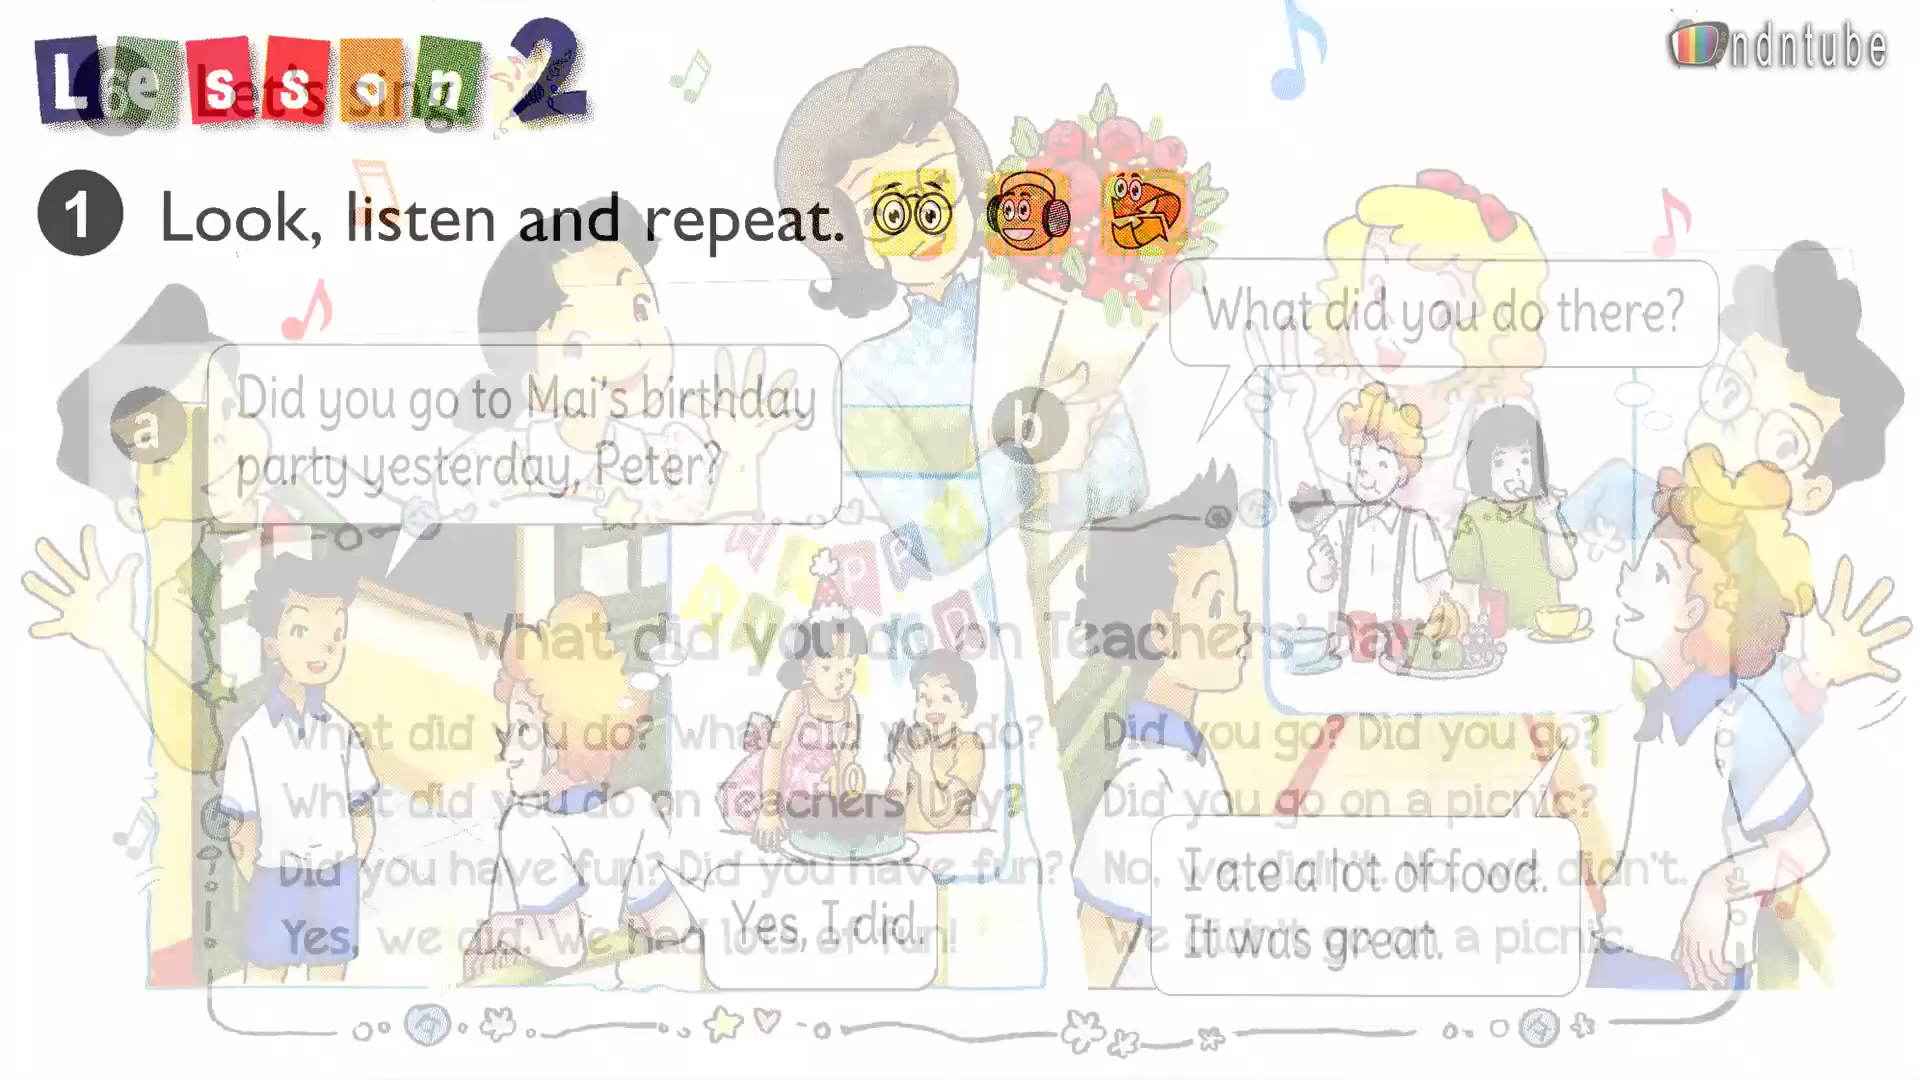 Lesson 2
6 Let's sing.
ndntube
1 Look, listen and repeat.
a
Did you go to Mai's birthday
party yesterday, Peter?
Yes, I did.
b
What did you do there?
I ate a lot of food.
It was great.
10
What did you do on Teachers' Day?
What did you do? What did you do?
What did you do on Teachers' Day?
Did you have fun? Did you have fun?
Yes, we did. We had lots of fun!
Did you go? Did you go?
Did you go on a picnic?
No, we didn't. No, we didn't.
We didn't go on a picnic.